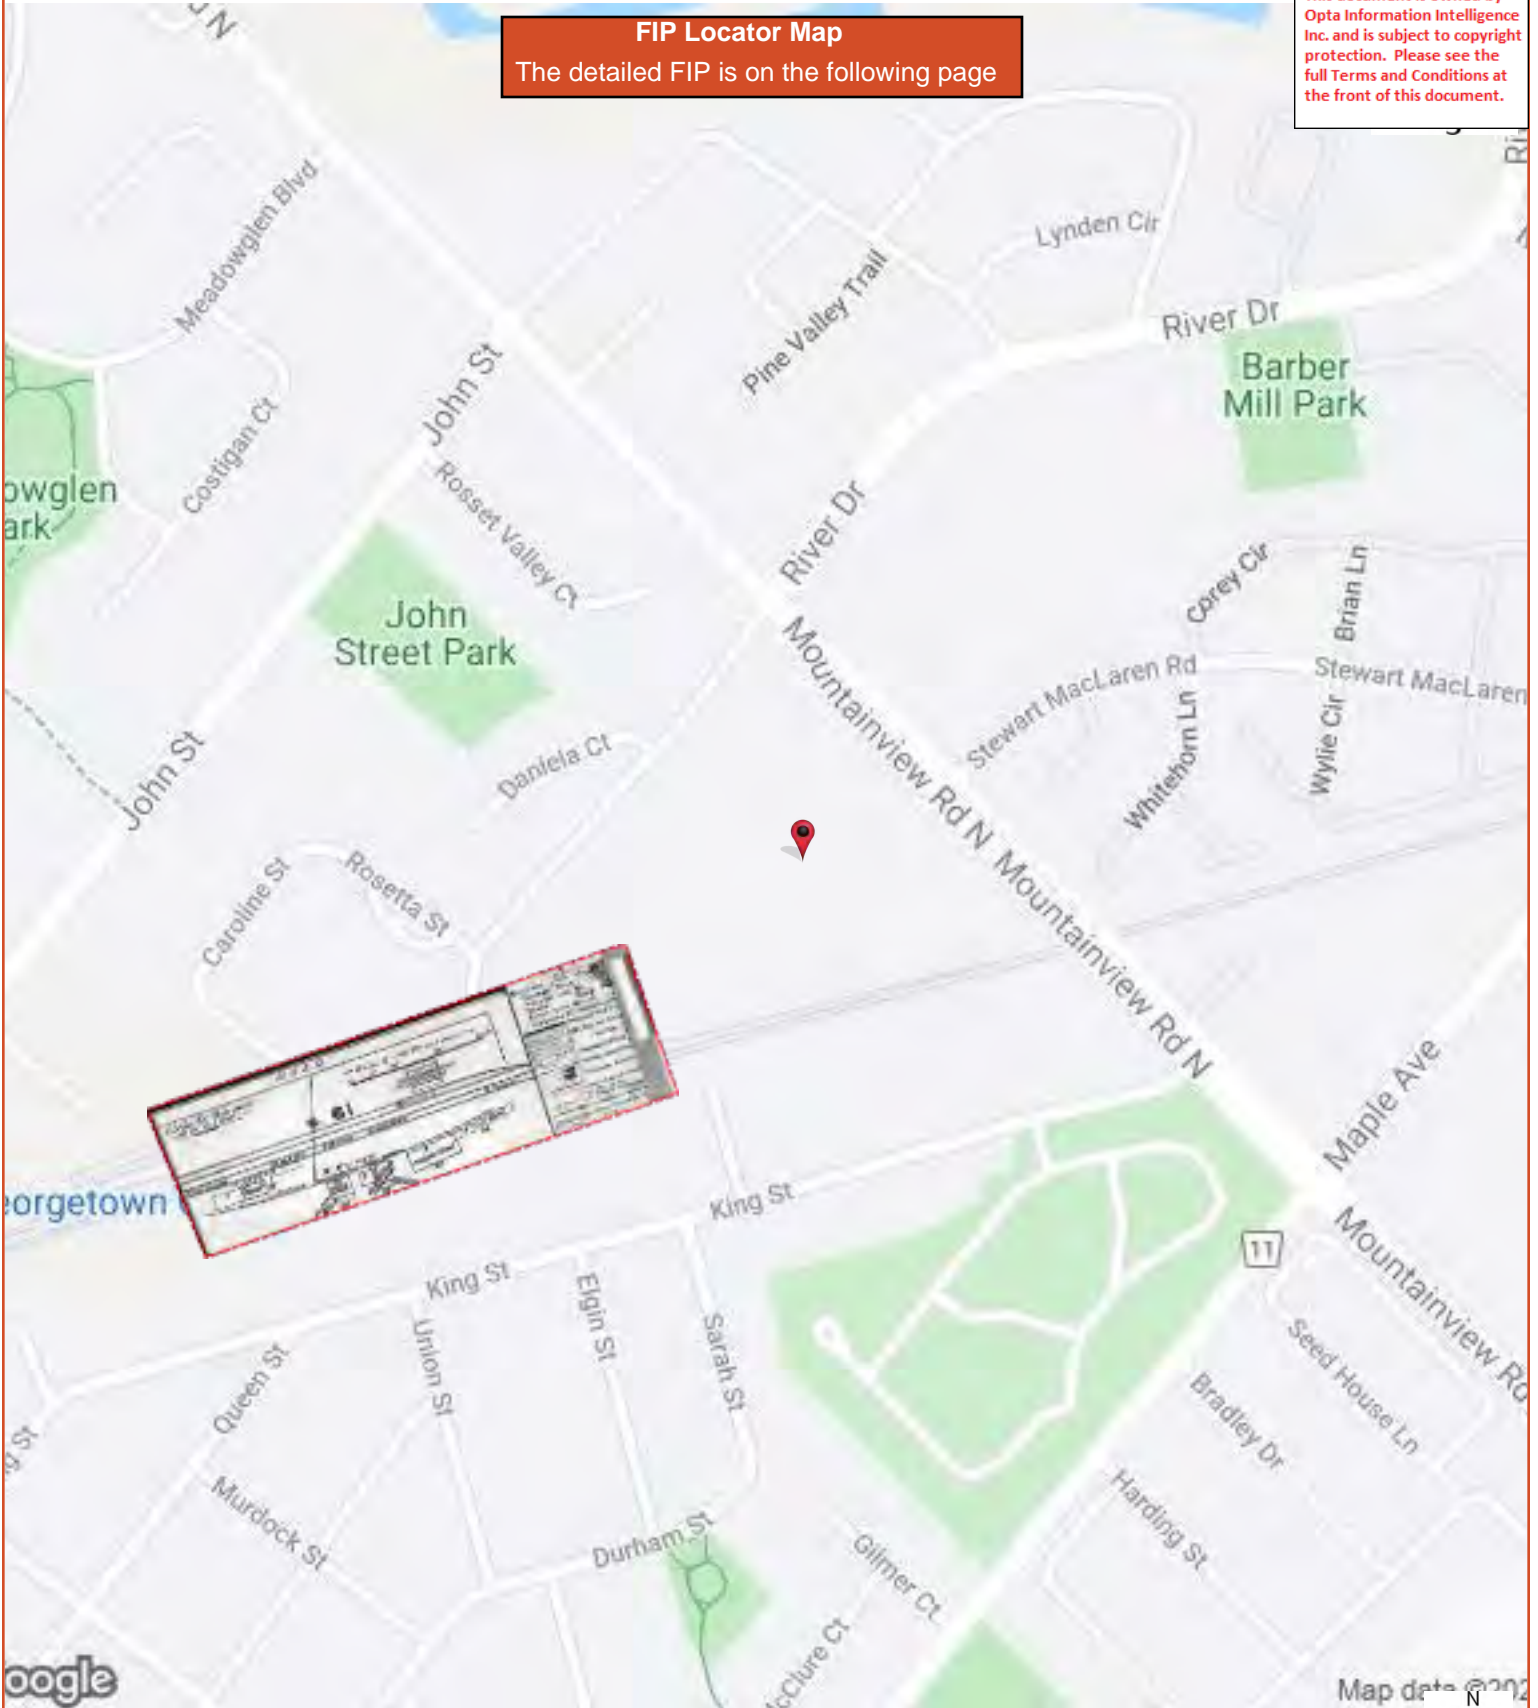 FIP Locator Map
The detailed FIP is on the following page
Opta Information Intelligence
Inc. and is subject to copyright
protection. Please see the
full Terms and Conditions at
the front of this document.
Meadowglen Blvd
Lynden Cir
Pine Valley Trail
River Dr
Barber
Mill Park
John St
Costigan Ct
Rosset Valley Ct
River Dr
owglen
ark
Corey Cir
Brian Ln
John
Street Park
Mountainview Rd N
Stewart MacLaren Rd
Stewart MacLaren
Whitehorn Ln
Wylie Cir
Daniela Ct
John St
Mountainview Rd N
Caroline St
Rosetta St
Maple Ave
61
eorgetown
King St
11
Mountainview Rd
King St
Elgin St
Sarah St
Union St
Queen St
Seed House Ln
Bradley Dr
g St
Murdock St
Durham St
Gilmer Ct
Harding St
cClure Ct
oogle
Map data ©202
N